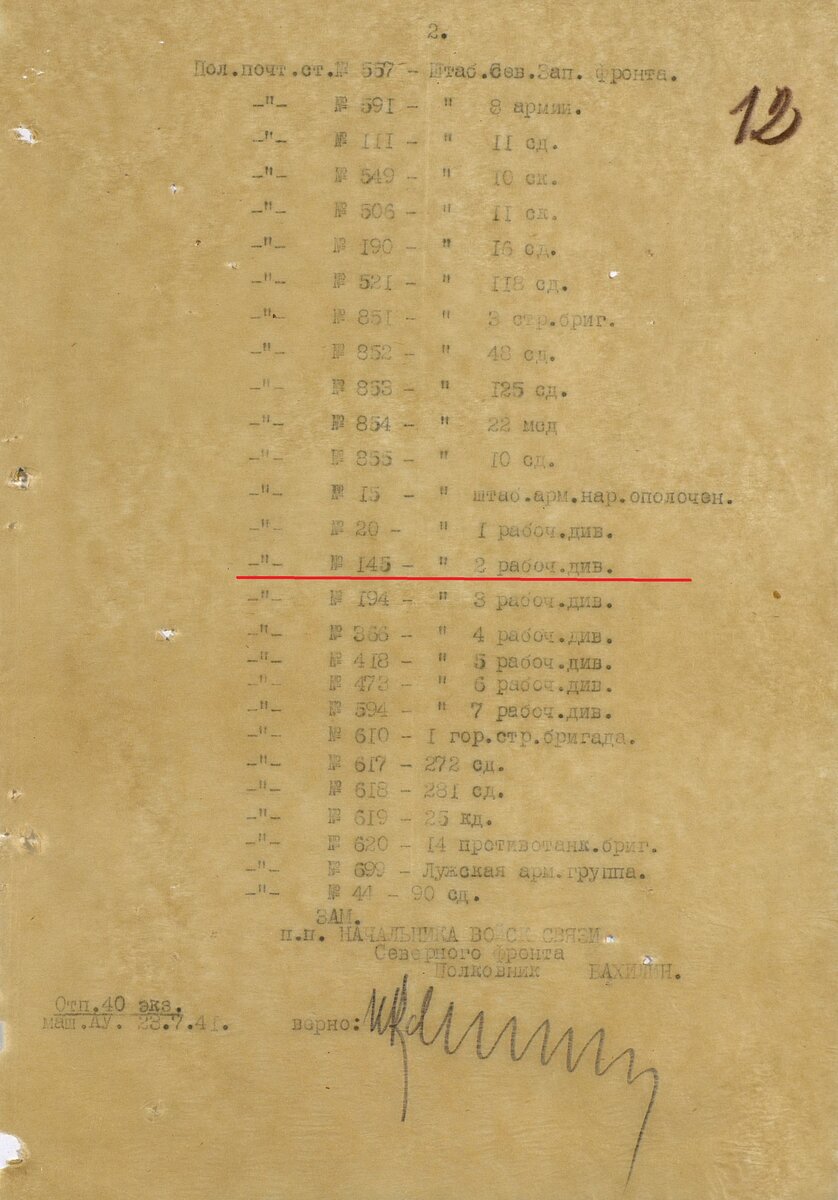 2.
12
Пол.почт.ст.№ 557 - Штаб.Сев.Зап. фронта.
-"- № 591 - " 8 армии.
-"- № 111 - " 11 сд.
-"- № 549 - " 10 ск.
-"- № 506 - " 11 ск.
-"- № 190 - " 16 сд.
-"- № 521 - " 118 сд.
-"- № 851 - " 3 стр.бриг.
-"- № 852 - " 48 сд.
-"- № 853 - " 125 сд.
-"- № 854 - " 22 мсд
-"- № 855 - " 10 сд.
-"- № 15 - " штаб.арм.нар.ополочен.
-"- № 20 - " 1 рабоч.див.
-"- № 145 - " 2 рабоч.див.
-"- № 194 - " 3 рабоч.див.
-"- № 366 - " 4 рабоч.див.
-"- № 418 - " 5 рабоч.див.
-"- № 473 - " 6 рабоч.див.
-"- № 594 - " 7 рабоч.див.
-"- № 610 - 1 гор.стр.бригада.
-"- № 617 - 272 сд.
-"- № 618 - 281 сд.
-"- № 619 - 25 кд.
-"- № 620 - 14 противотанк.бриг.
-"- № 699 - Лужская арм.группа.
-"- № 44 - 90 сд.
ЗАМ.
п.п. НАЧАЛЬНИКА ВОЙСК СВЯЗИ
Северного фронта
Полковник
Отп.40 экз.
маш.АУ. 23.7.41г. верно: